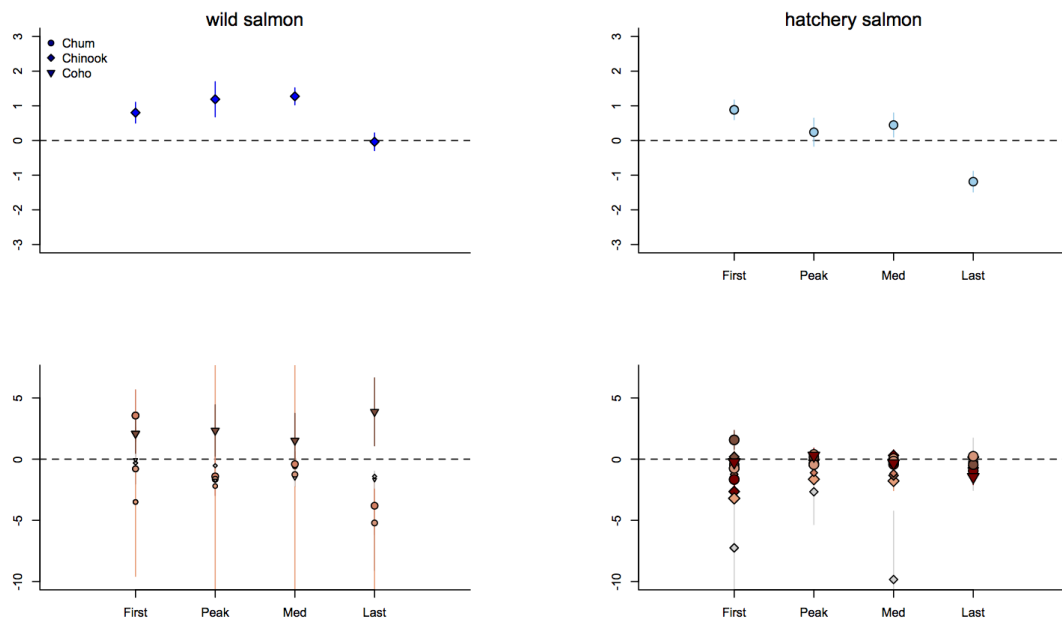 wild salmon
3
2
1
0
-1
-2
-3
Chum
Chinook
Coho
hatchery salmon
3
2
1
0
-1
-2
-3
First Peak Med Last
5
0
-5
-10
First Peak Med Last
5
0
-5
-10
First Peak Med Last